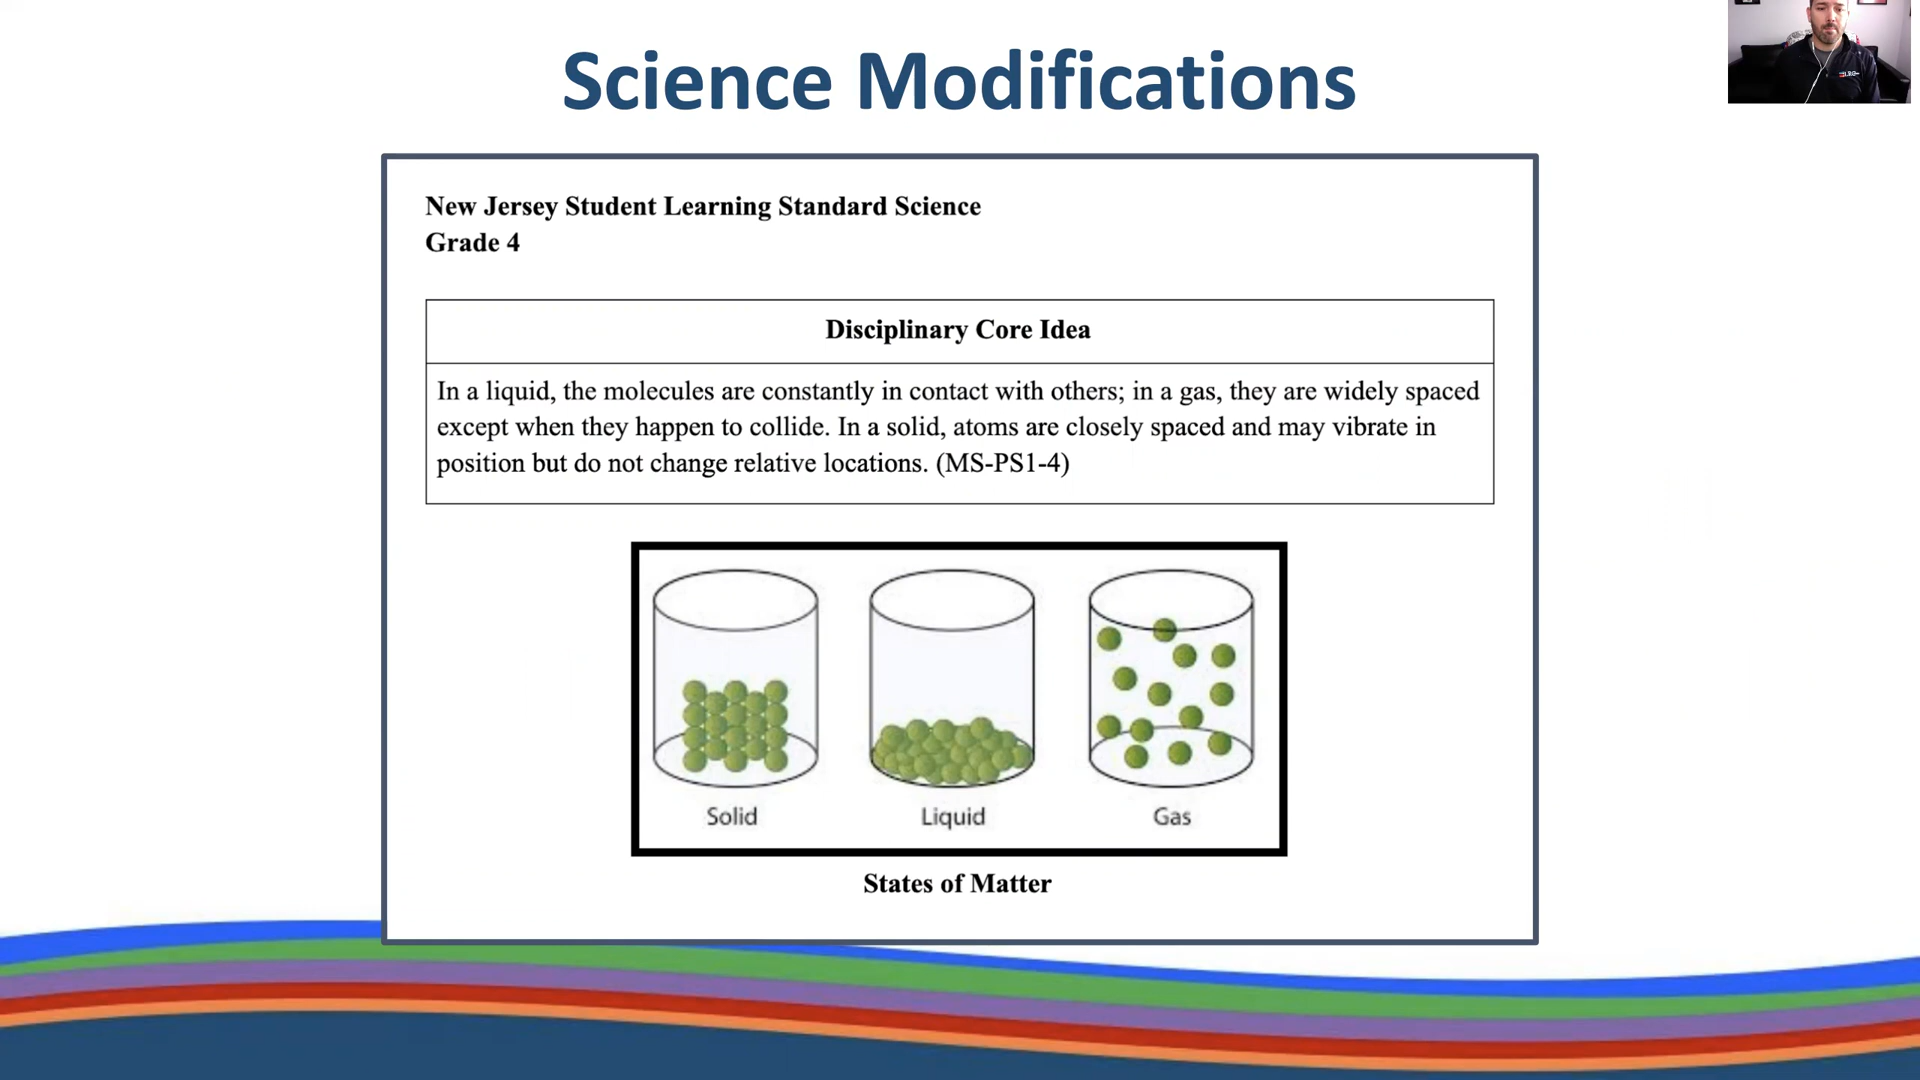 Science Modifications
New Jersey Student Learning Standard Science
Grade 4
Disciplinary Core Idea
In a liquid, the molecules are constantly in contact with others; in a gas, they are widely spaced
except when they happen to collide. In a solid, atoms are closely spaced and may vibrate in
position but do not change relative locations. (MS-PS1-4)
Solid Liquid Gas
States of Matter